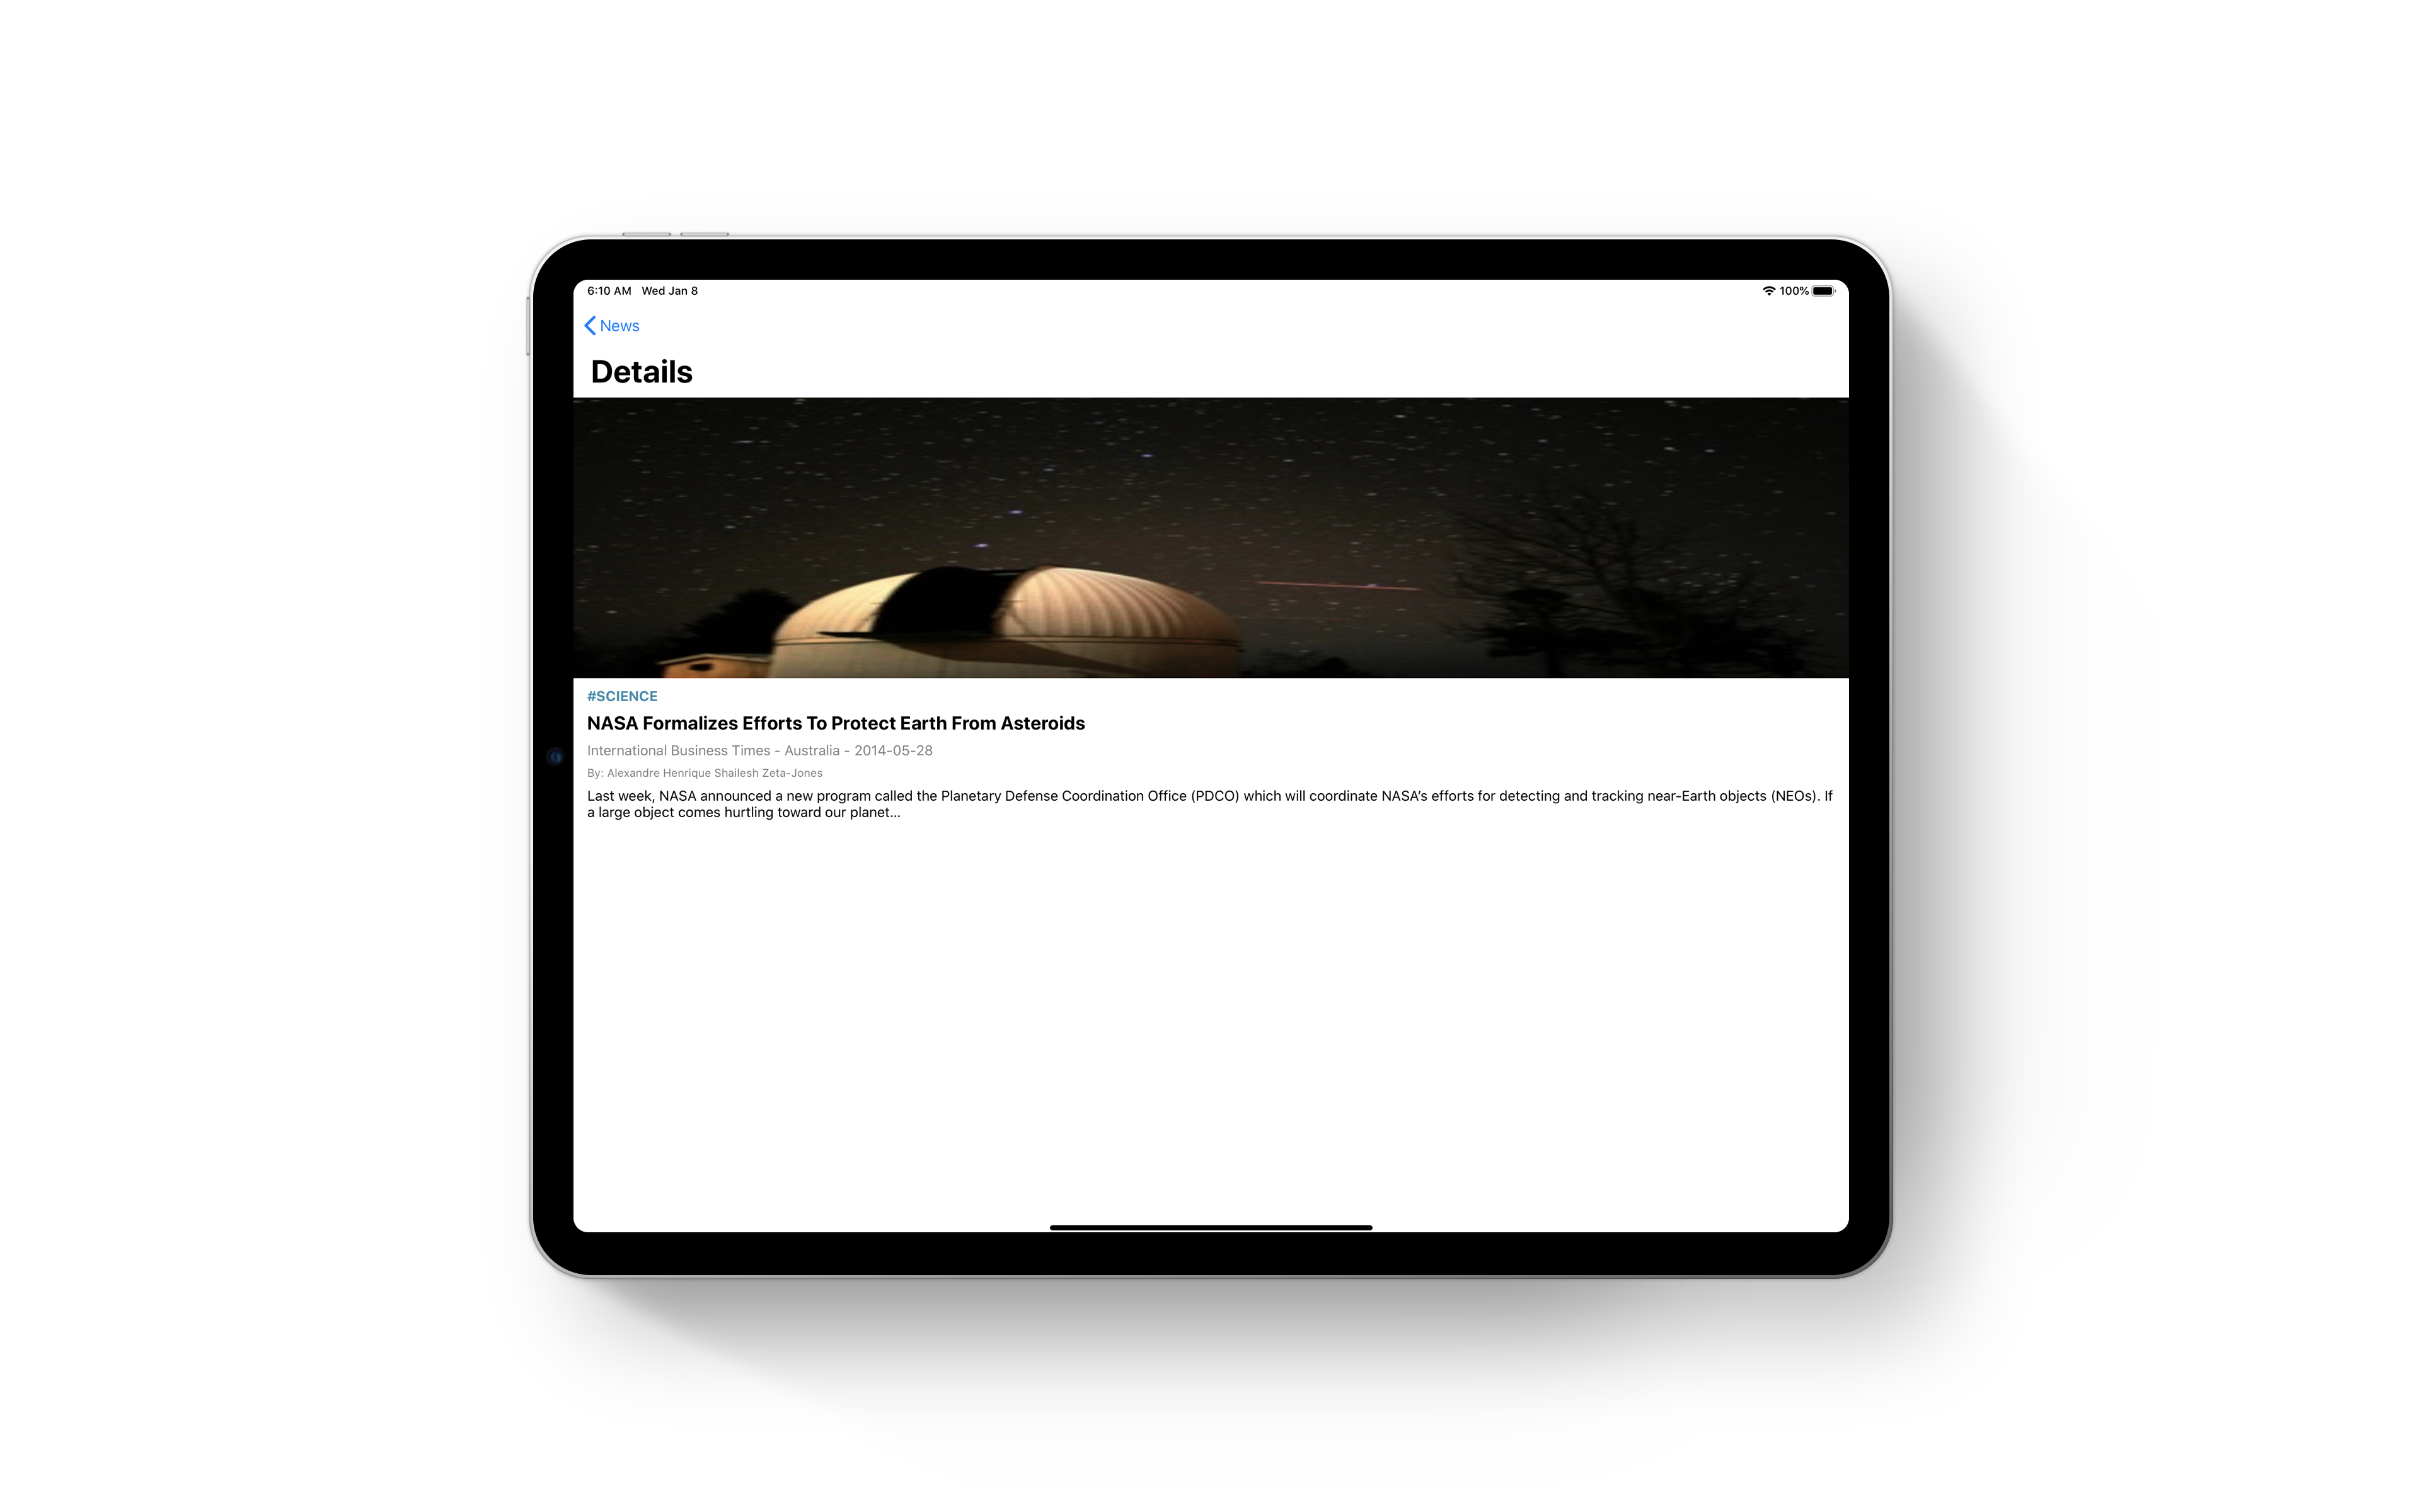 6:10 AM Wed Jan 8
100%
News
Details
#SCIENCE
NASA Formalizes Efforts To Protect Earth From Asteroids
International Business Times - Australia - 2014-05-28
By: Alexandre Henrique Shailesh Zeta-Jones
Last week, NASA announced a new program called the Planetary Defense Coordination Office (PDCO) which will coordinate NASA’s efforts for detecting and tracking near-Earth objects (NEOs). If
a large object comes hurtling toward our planet...